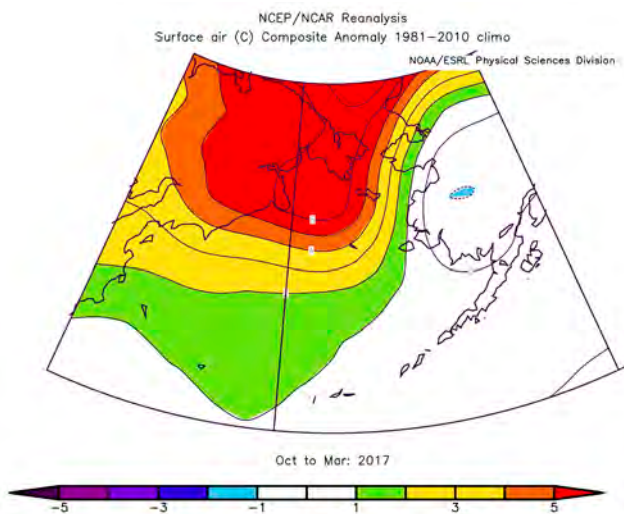 NCEP/NCAR Reanalysis
Surface air (C) Composite Anomaly 1981-2010 climo
NOAA/ESRL Physical Sciences Division
Oct to Mar: 2017
-5 -3 -1 1 3 5